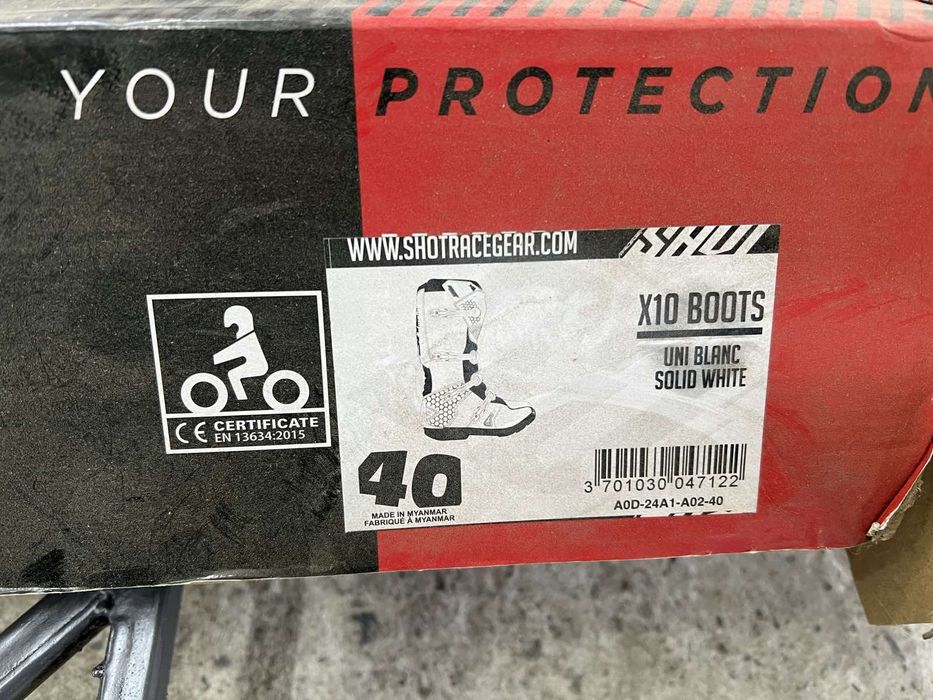 YOUR PROTECTION
WWW.SHOTRACEGEAR.COM
SHOT
X10 BOOTS
UNI BLANC
SOLID WHITE
CE CERTIFICATE
EN 13634:2015
40
MADE IN MYANMAR
FABRIQUÉ À MYANMAR
3 701030 047122
A0D-24A1-A02-40